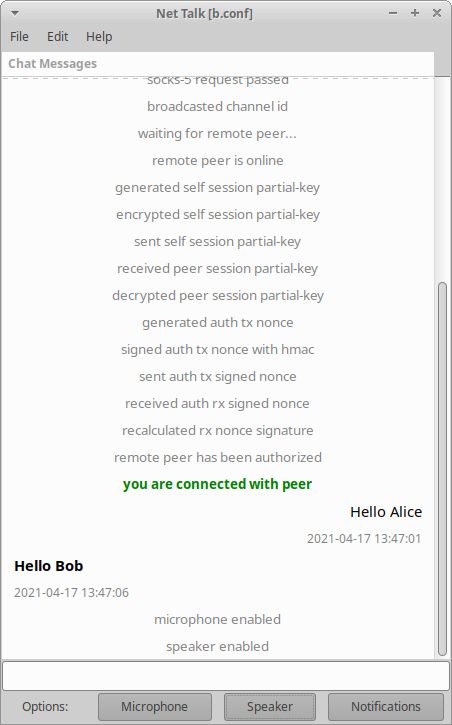 Net Talk [b.conf]
File Edit Help
Chat Messages
socks-5 request passed
broadcasted channel id
waiting for remote peer...
remote peer is online
generated self session partial-key
encrypted self session partial-key
sent self session partial-key
received peer session partial-key
decrypted peer session partial-key
generated auth tx nonce
signed auth tx nonce with hmac
sent auth tx signed nonce
received auth rx signed nonce
recalculated rx nonce signature
remote peer has been authorized
you are connected with peer
Hello Alice
2021-04-17 13:47:01
Hello Bob
2021-04-17 13:47:06
microphone enabled
speaker enabled
Options: Microphone Speaker Notifications